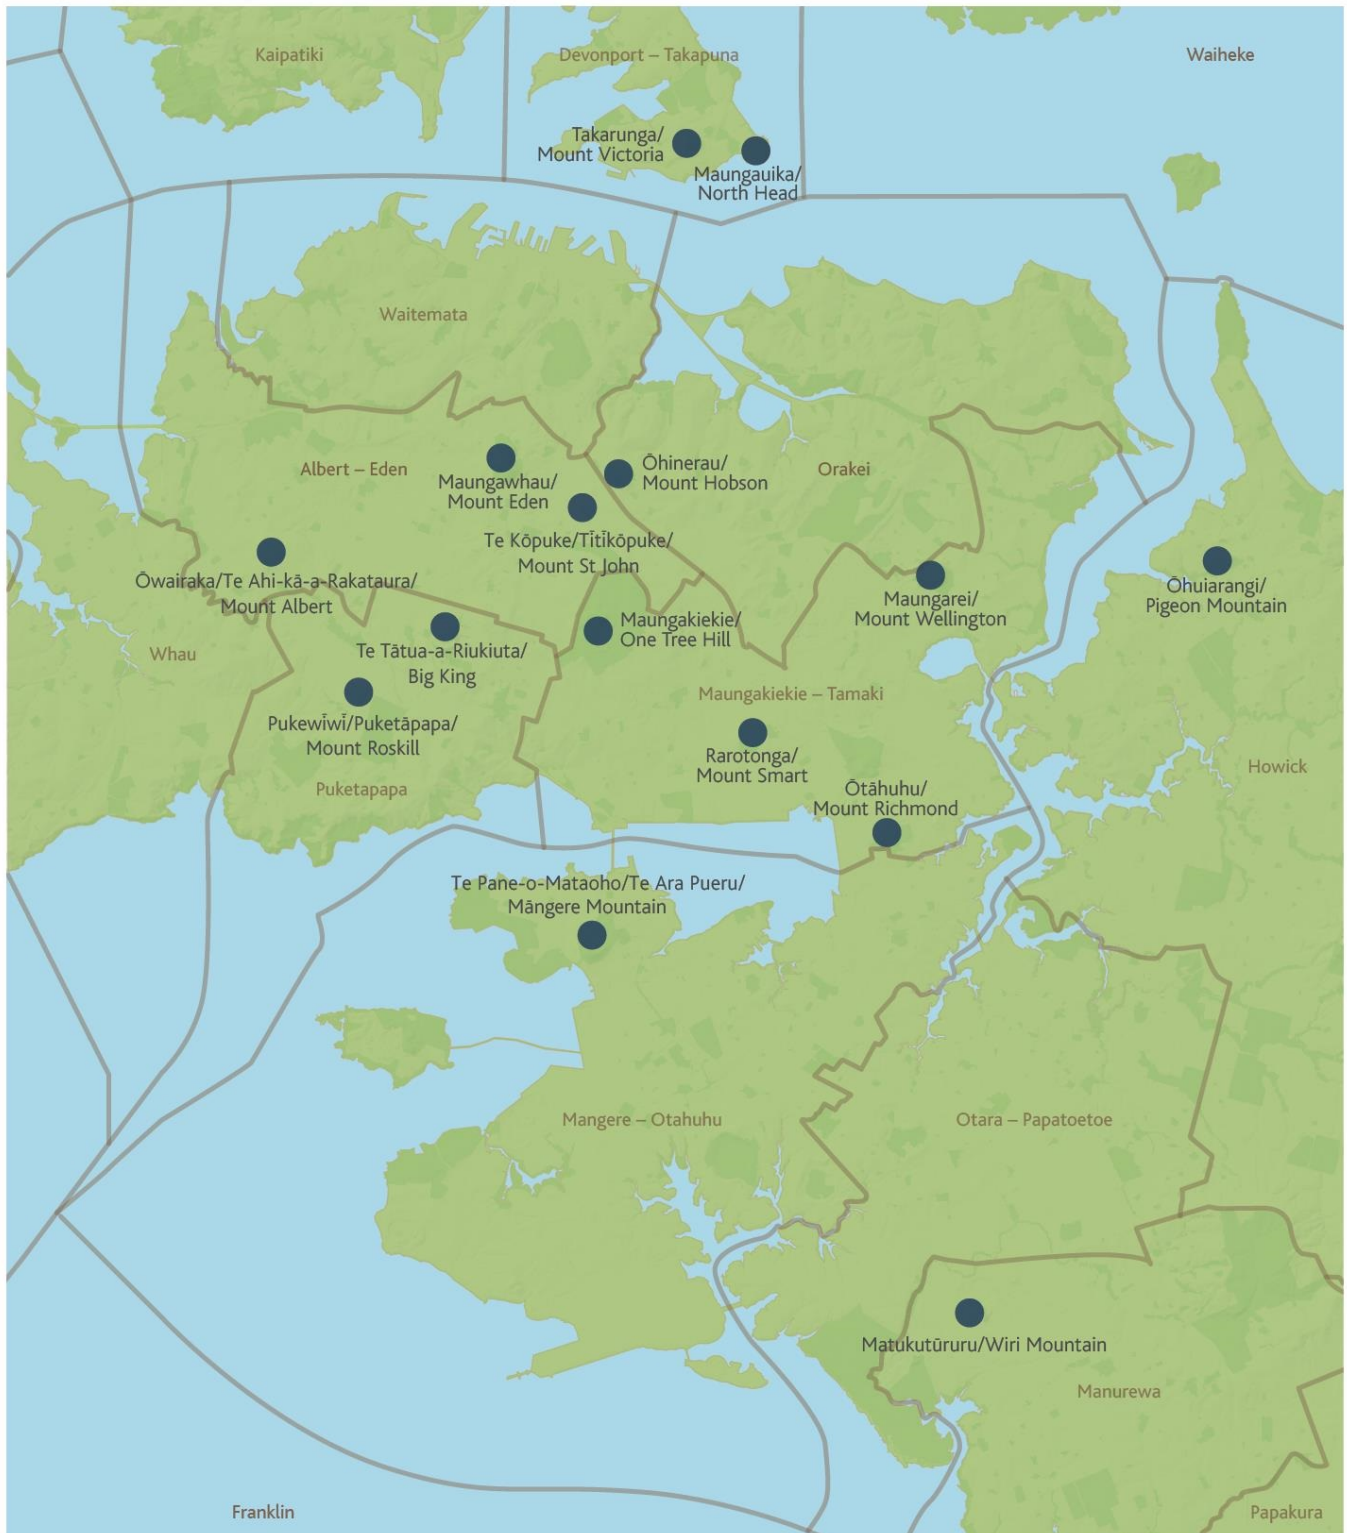 Kaipatiki
Devonport – Takapuna
Waiheke
Takarunga/
Mount Victoria
Maungauika/
North Head
Waitemata
Albert – Eden
Maungawhau/
Mount Eden
Ōhinerau/
Mount Hobson
Orakei
Te Kōpuke/Tītīkōpuke/
Mount St John
Ōwairaka/Te Ahi-kā-a-Rakataura/
Mount Albert
Maungarei/
Mount Wellington
Ōhuiarangi/
Pigeon Mountain
Maungakiekie/
One Tree Hill
Whau
Te Tātua-a-Riukiuta/
Big King
Pukewīwī/Puketāpapa/
Mount Roskill
Maungakiekie – Tamaki
Rarotonga/
Mount Smart
Howick
Puketapapa
Ōtāhuhu/
Mount Richmond
Te Pane-o-Mataoho/Te Ara Pueru/
Māngere Mountain
Mangere – Otahuhu
Otara – Papatoetoe
Matukutūruru/Wiri Mountain
Manurewa
Franklin
Papakura